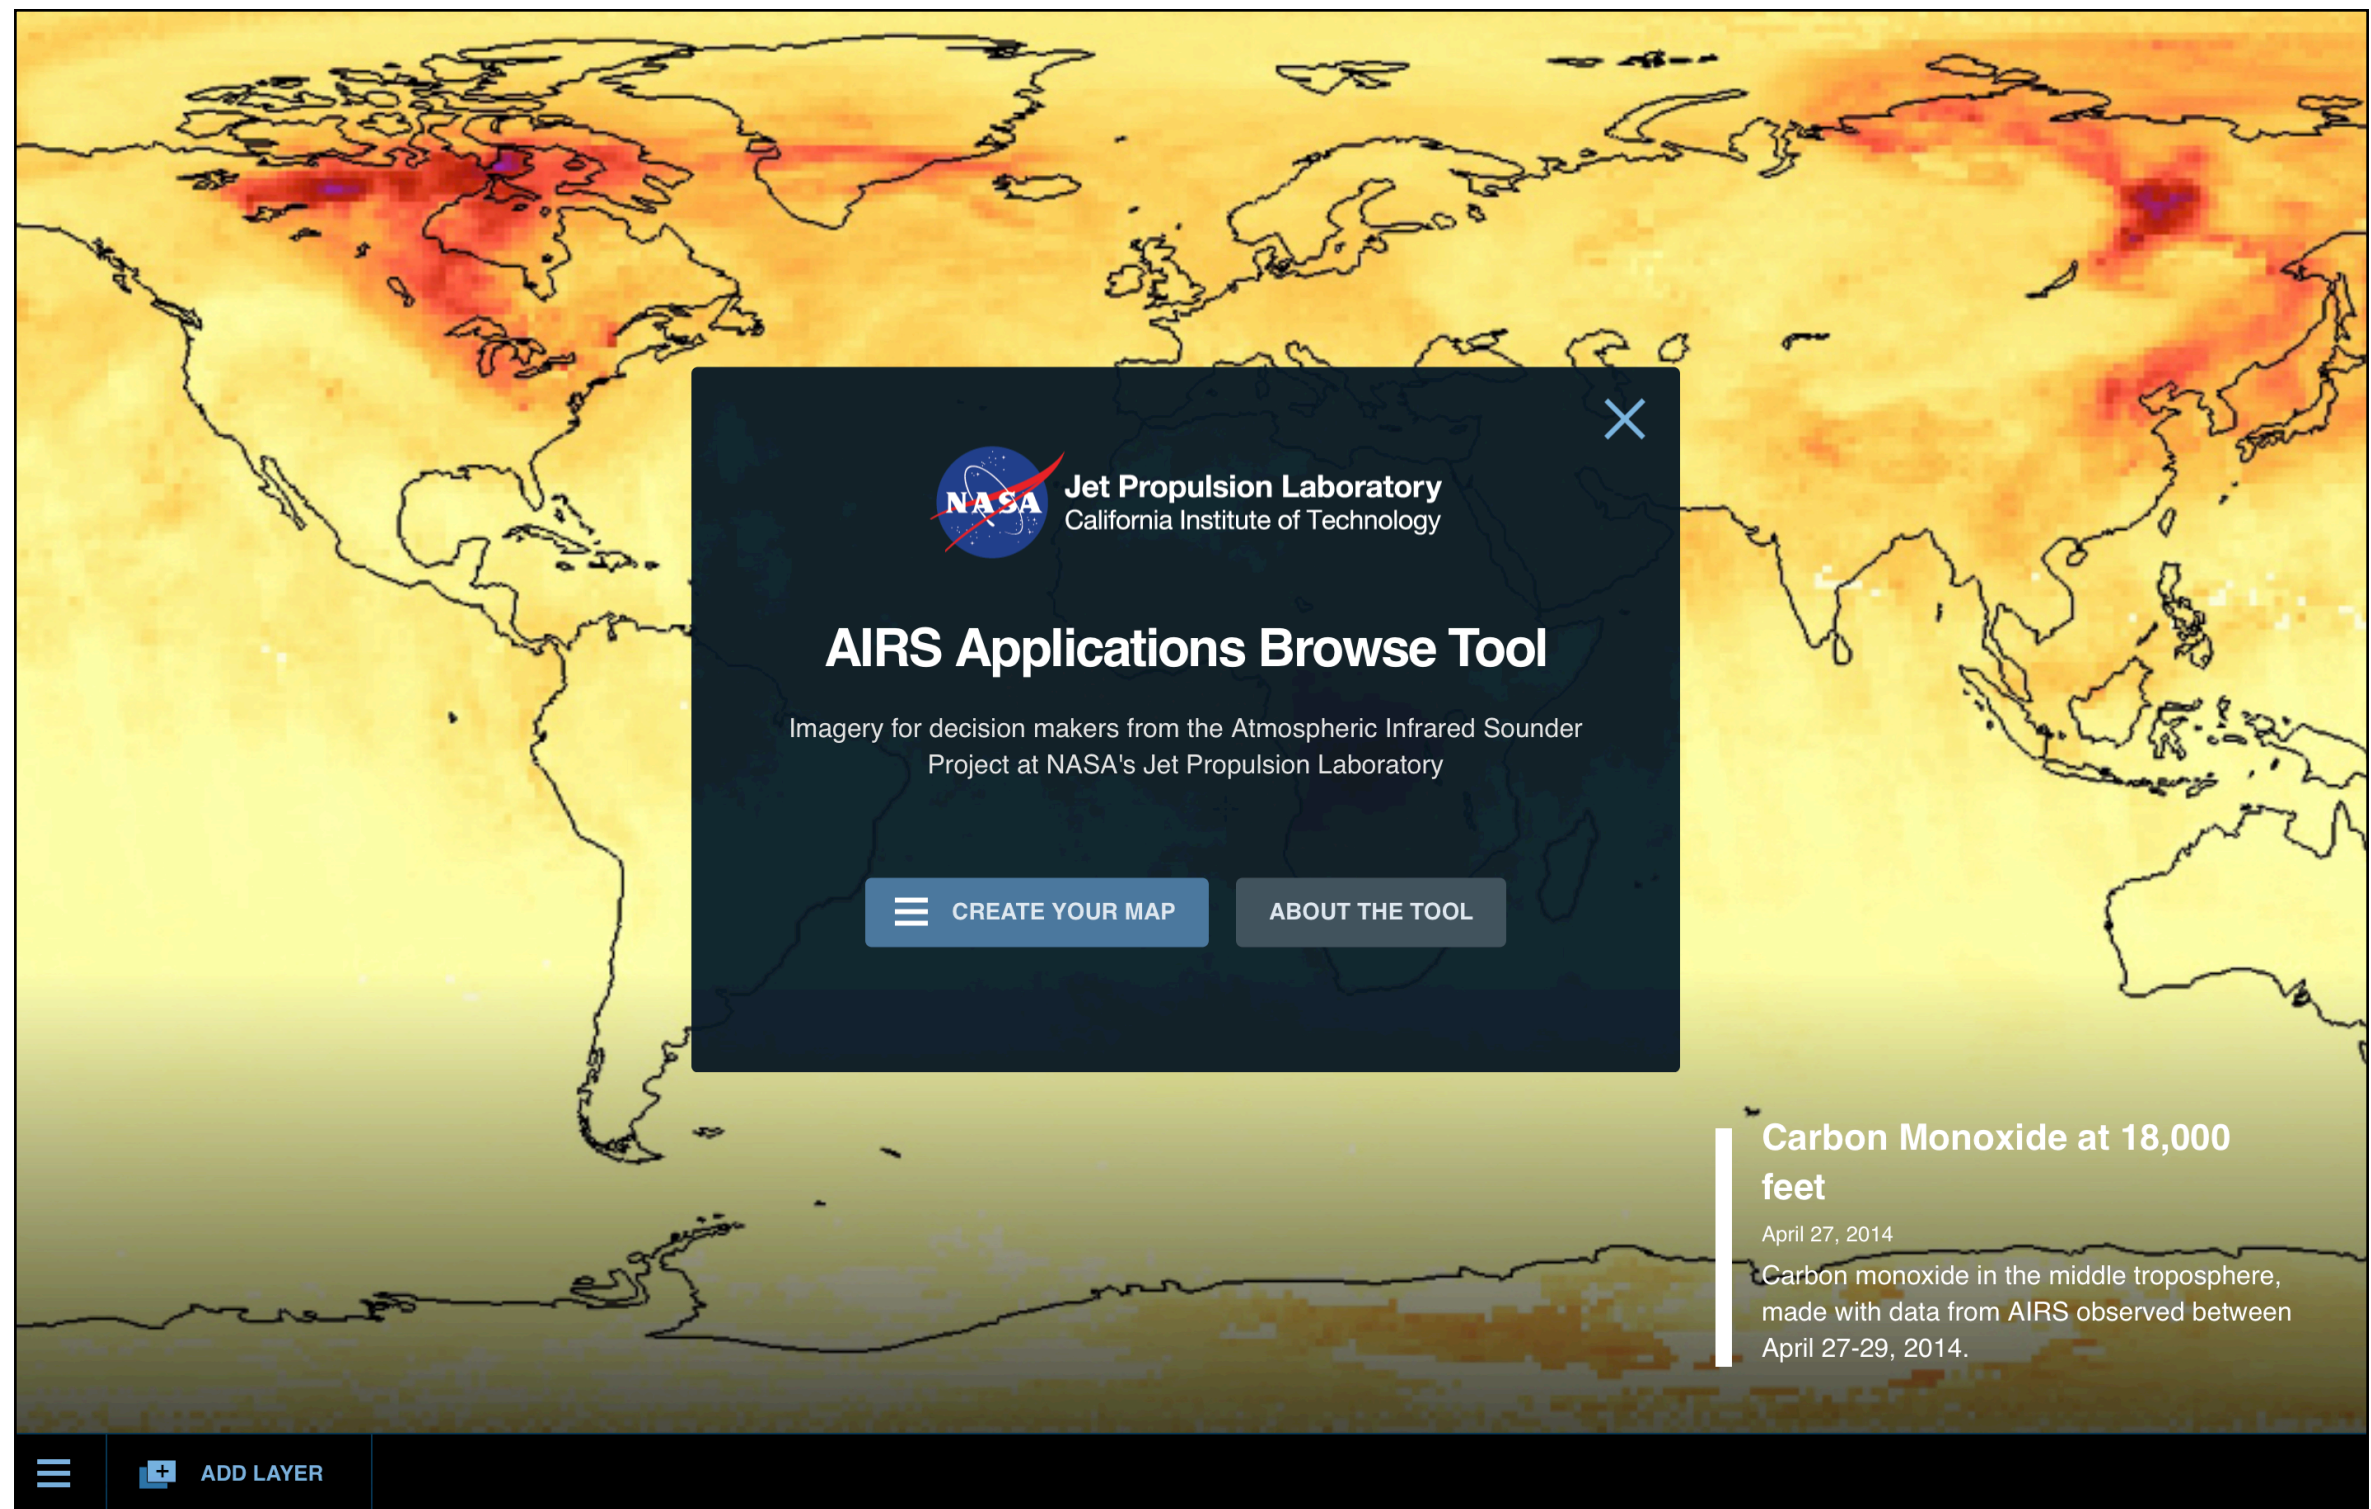 NASA
Jet Propulsion Laboratory
California Institute of Technology
AIRS Applications Browse Tool
Imagery for decision makers from the Atmospheric Infrared Sounder
Project at NASA's Jet Propulsion Laboratory
CREATE YOUR MAP
ABOUT THE TOOL
Carbon Monoxide at 18,000
feet
April 27, 2014
Carbon monoxide in the middle troposphere,
made with data from AIRS observed between
April 27-29, 2014.
ADD LAYER